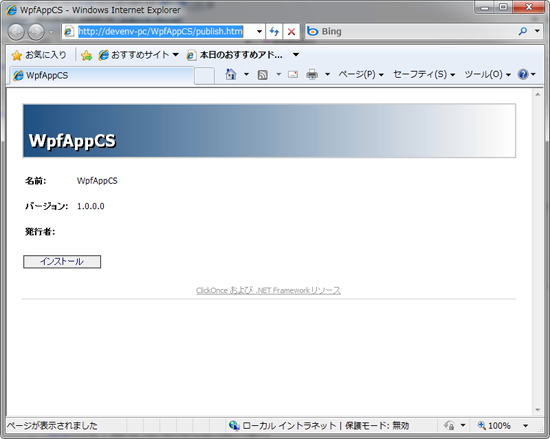 WpfAppCS - Windows Internet Explorer
http://devenv-pc/WpfAppCS/publish.htm
Bing
お気に入り
おすすめサイト
本日のおすすめアド...
WpfAppCS
ページ(P)
セーフティ(S)
ツール(O)
WpfAppCS
名前: WpfAppCS
バージョン: 1.0.0.0
発行者:
インストール
ClickOnce および .NET Framework リソース
ページが表示されました
ローカル イントラネット | 保護モード: 無効
100%